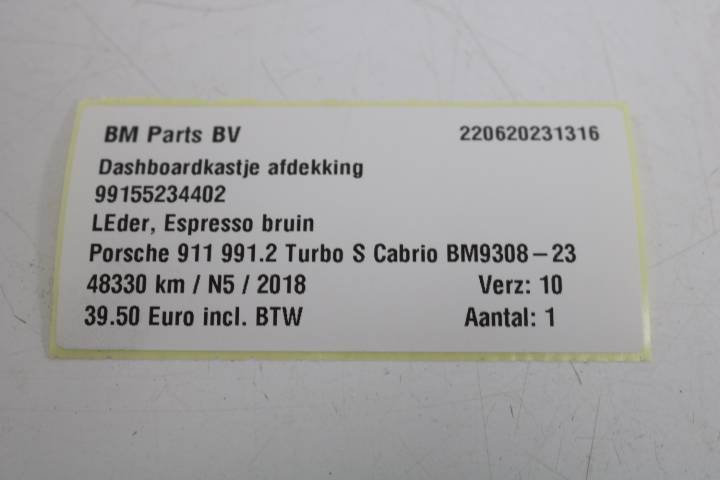 BM Parts BV 220620231316
Dashboardkastje afdekking
99155234402
LEder, Espresso bruin
Porsche 911 991.2 Turbo S Cabrio BM9308-23
48330 km / N5 / 2018 Verz: 10
39.50 Euro incl. BTW Aantal: 1